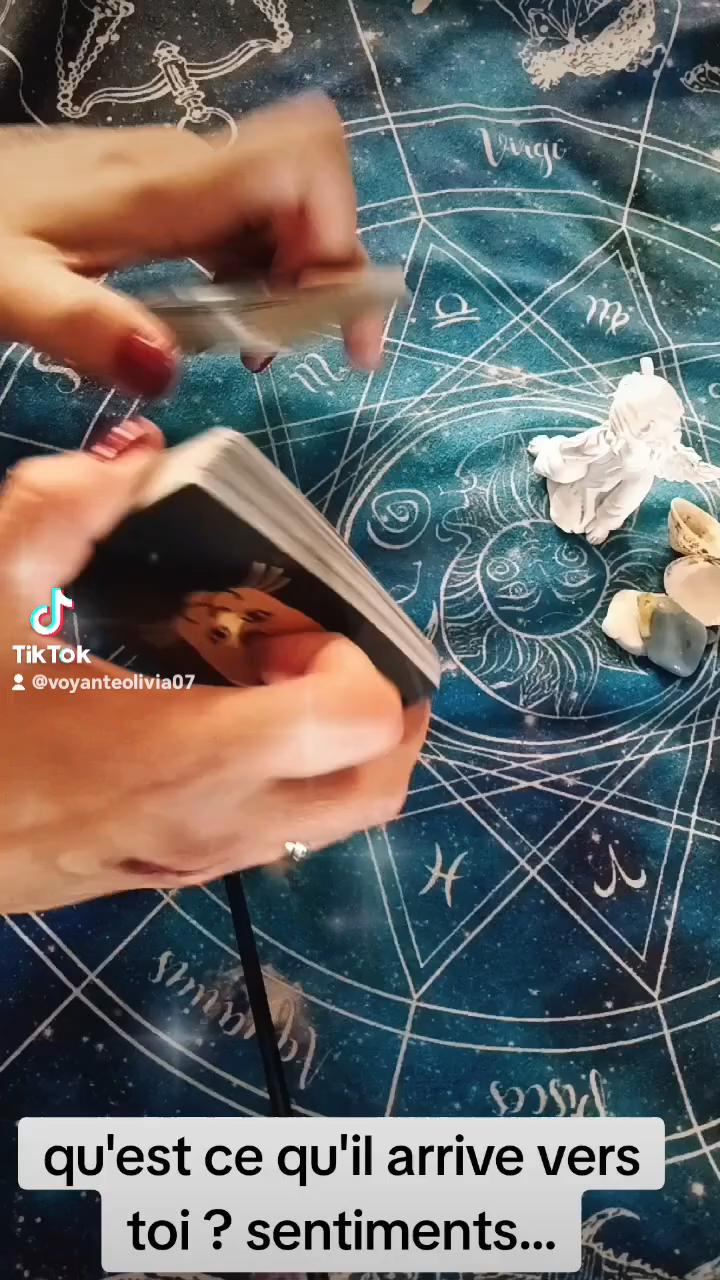 Virgo
TikTok
@voyanteolivia07
Aquarius
Pisces
qu'est ce qu'il arrive vers
toi ? sentiments...